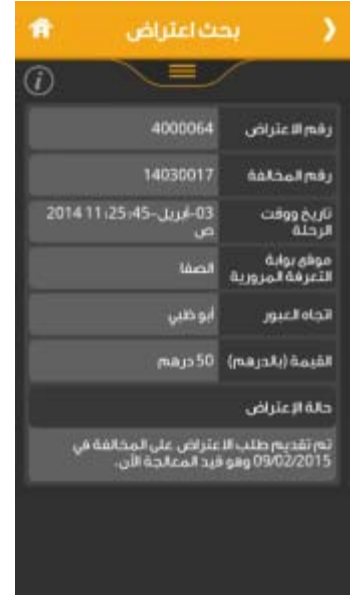 بحث اعتراض
رقم الاعتراض 4000064
رقم المخالفة 14030017
تاريخ ووقت الرحلة 03-أبريل-2014 11:25:45 ص
موقع بوابة التعرفة المرورية الصفا
اتجاه العبور أبو ظبي
القيمة (بالدرهم) 50 درهم
حالة الإعتراض
تم تقديم طلب الاعتراض على المخالفة في
09/02/2015 وهو قيد المعالجة الآن.